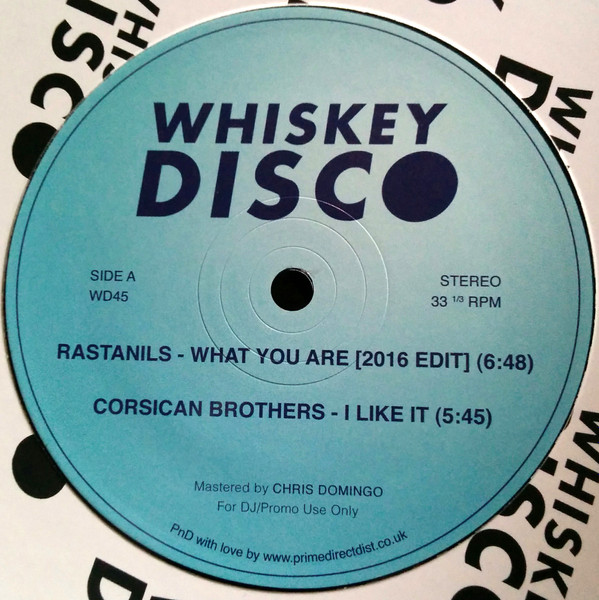 WHISKEY
DISCO
SIDE A
WD45
STEREO
33 1/3 RPM
RASTANILS - WHAT YOU ARE [2016 EDIT] (6:48)
CORSICAN BROTHERS - I LIKE IT (5:45)
Mastered by CHRIS DOMINGO
For DJ/Promo Use Only
PnD with love by www.primedirectdist.co.uk